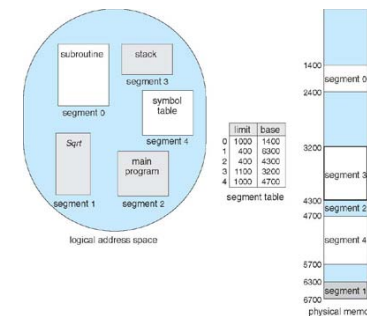 subroutine
segment 0
stack
segment 3
symbol
table
segment 4
Sqrt
segment 1
main
program
segment 2
logical address space
limit base
0 1000 1400
1 400 6300
2 400 4300
3 1100 3200
4 1000 4700
segment table
1400
segment 0
2400
3200
segment 3
4300
segment 2
4700
segment 4
5700
6300
segment 1
6700
physical memo